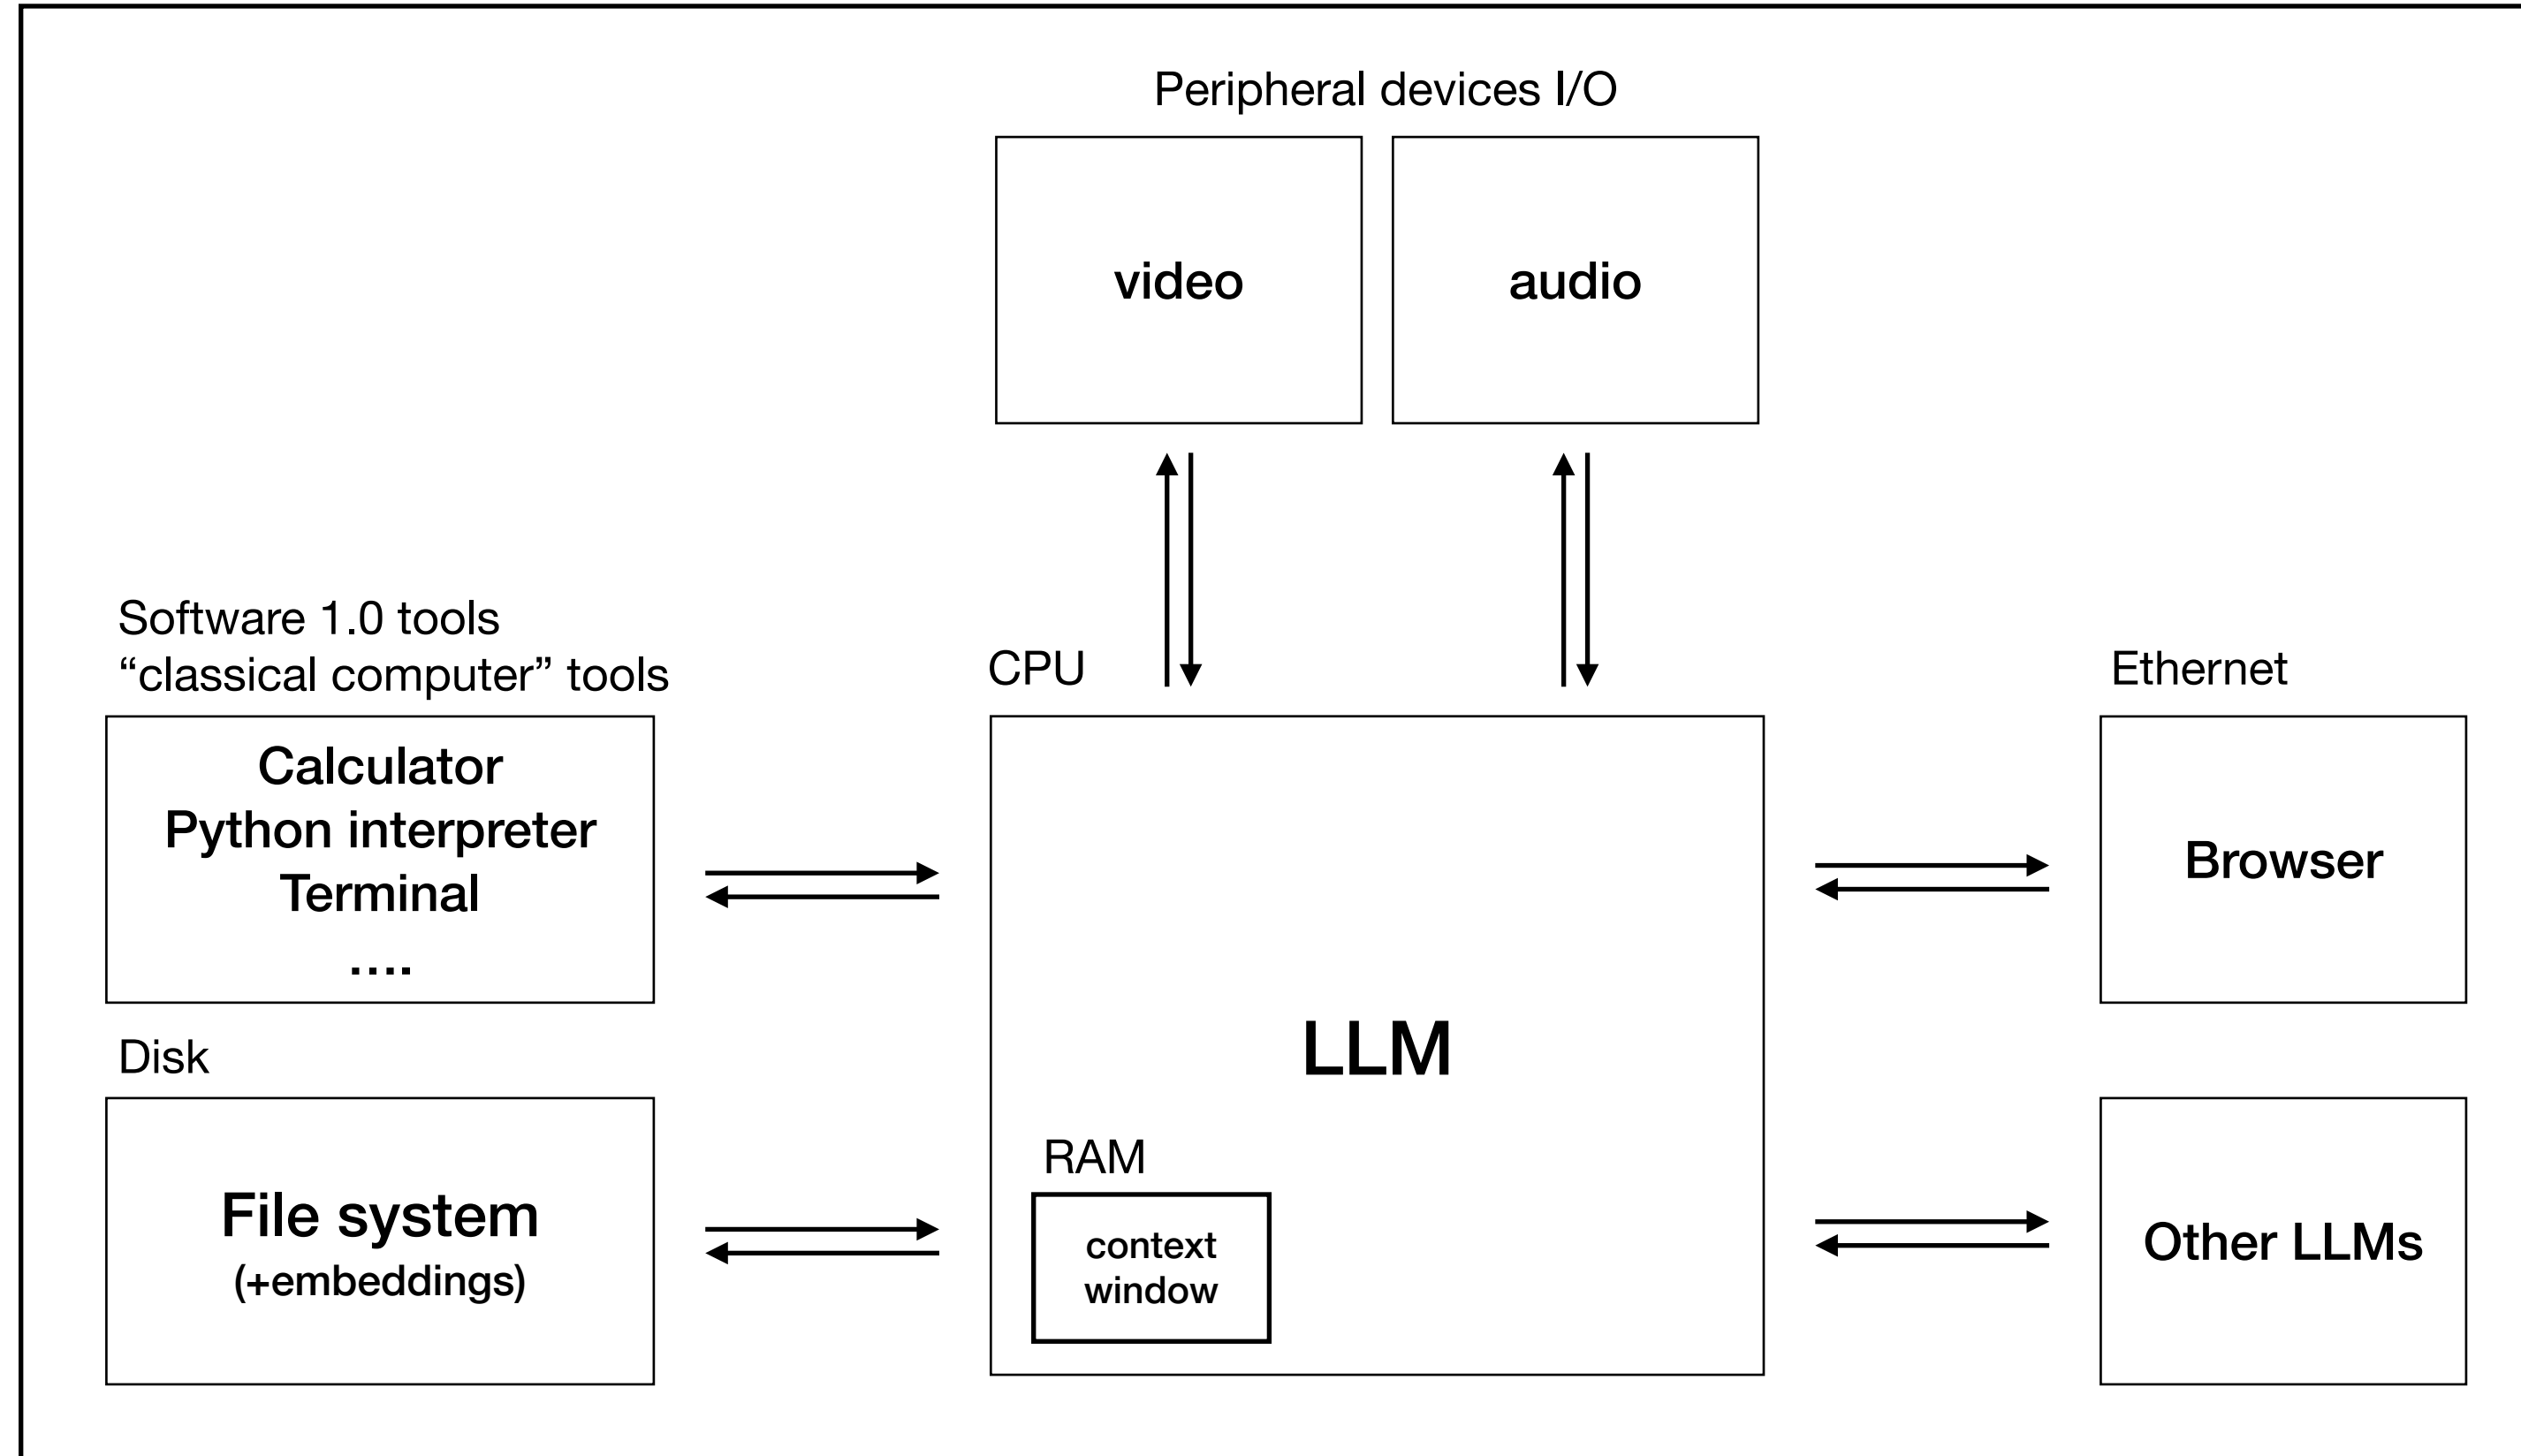 Peripheral devices I/O
video
audio
Software 1.0 tools
“classical computer” tools
Calculator
Python interpreter
Terminal
....
Disk
File system
(+embeddings)
CPU
LLM
RAM
context
window
Ethernet
Browser
Other LLMs